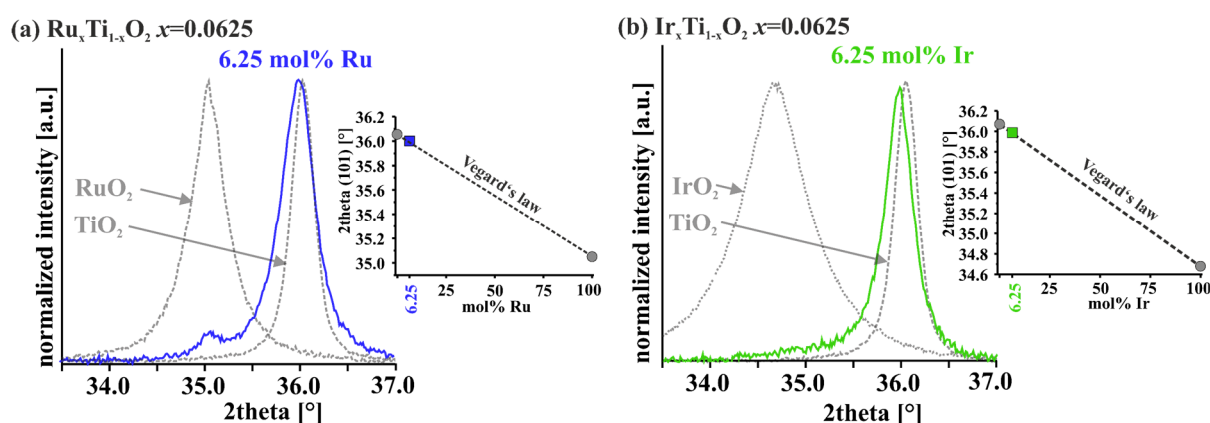 (a) RuₓTi₁₋ₓO₂ x=0.0625
6.25 mol% Ru
normalized intensity [a.u.]
RuO₂
TiO₂
34.0 35.0 36.0 37.0
2theta [°]
2theta (101) [°]
36.2
36.0
35.8
35.6
35.4
35.2
35.0
Vegard‘s law
6.25 25 50 75 100
mol% Ru
(b) IrₓTi₁₋ₓO₂ x=0.0625
6.25 mol% Ir
normalized intensity [a.u.]
IrO₂
TiO₂
34.0 35.0 36.0 37.0
2theta [°]
2theta (101) [°]
36.2
36.0
35.8
35.6
35.4
35.2
35.0
34.8
34.6
Vegard‘s law
6.25 25 50 75 100
mol% Ir